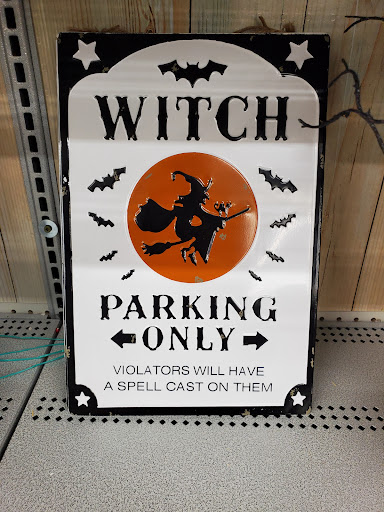 WITCH
PARKING
ONLY
VIOLATORS WILL HAVE
A SPELL CAST ON THEM